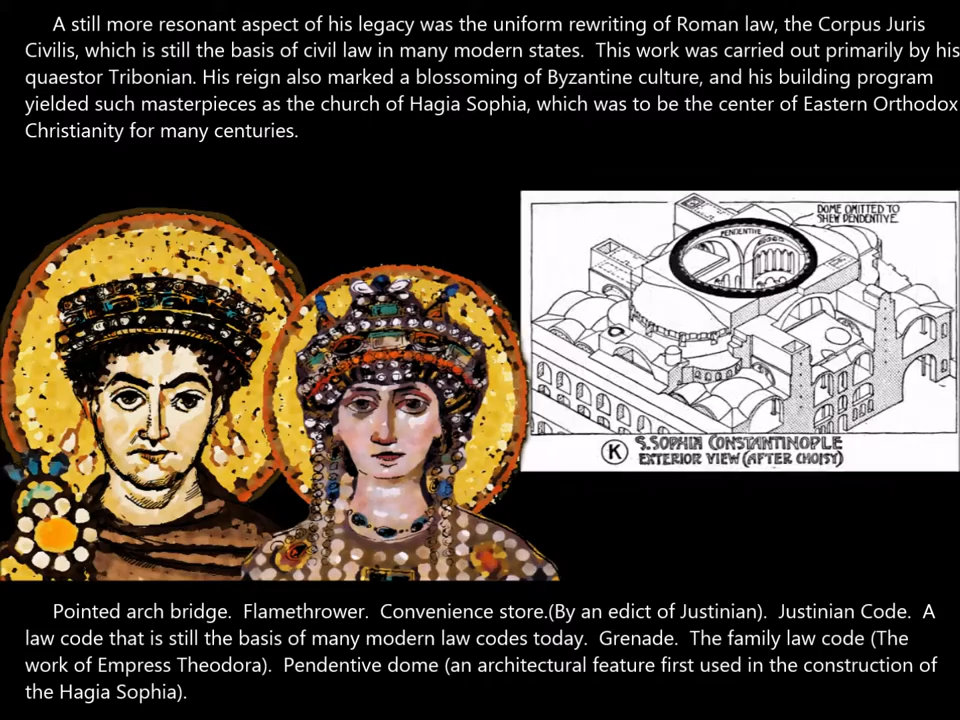 A still more resonant aspect of his legacy was the uniform rewriting of Roman law, the Corpus Juris
Civilis, which is still the basis of civil law in many modern states.  This work was carried out primarily by his
quaestor Tribonian. His reign also marked a blossoming of Byzantine culture, and his building program
yielded such masterpieces as the church of Hagia Sophia, which was to be the center of Eastern Orthodox
Christianity for many centuries.
DOME OMITTED TO
SHEW PENDENTIVE.
PENDENTIVE
K
S. SOPHIA CONSTANTINOPLE
EXTERIOR VIEW (AFTER CHOISY)
Pointed arch bridge.  Flamethrower.  Convenience store.(By an edict of Justinian).  Justinian Code.  A
law code that is still the basis of many modern law codes today.  Grenade.  The family law code (The
work of Empress Theodora).  Pendentive dome (an architectural feature first used in the construction of
the Hagia Sophia).